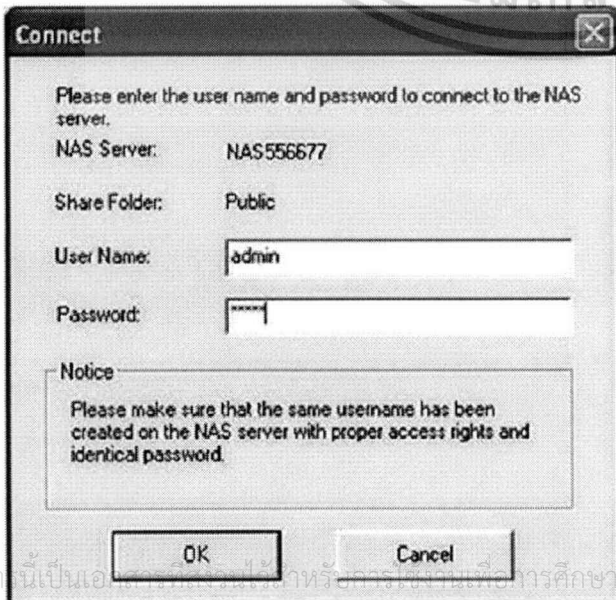 Connect
Please enter the user name and password to connect to the NAS
server.
NAS Server: NAS556677
Share Folder: Public
User Name: admin
Password: *****
Notice
Please make sure that the same username has been
created on the NAS server with proper access rights and
identical password.
OK Cancel